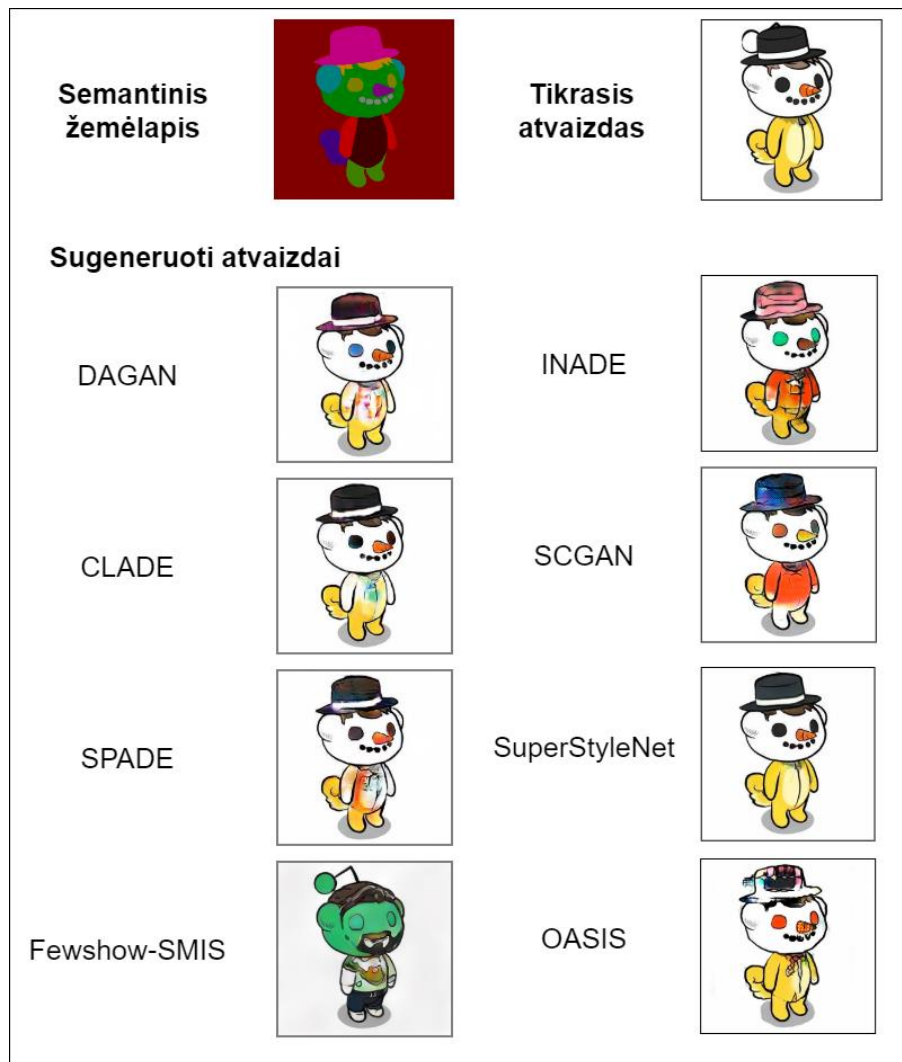 Semantinis
žemėlapis
Tikrasis
atvaizdas
Sugeneruoti atvaizdai
DAGAN
INADE
CLADE
SCGAN
SPADE
SuperStyleNet
Fewshow-SMIS
OASIS